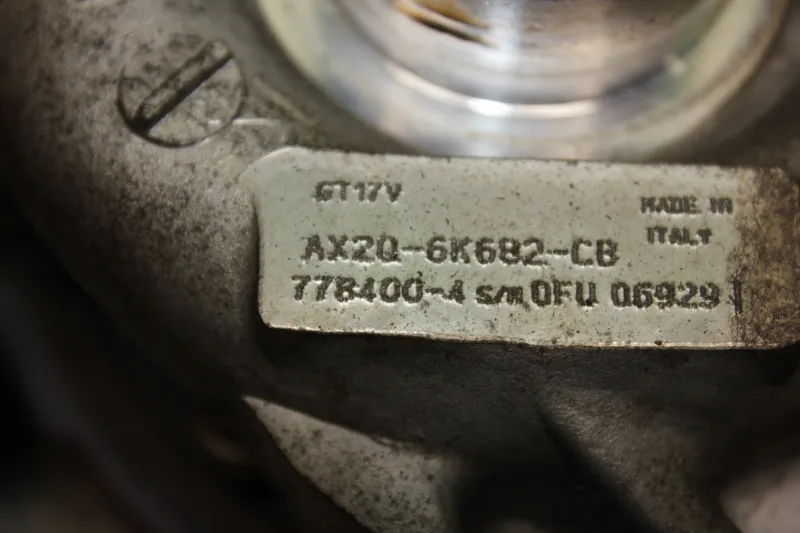 GT17V
MADE IN
ITALY
AX2Q-6K682-CB
778400-4 S/N 0FU 06929